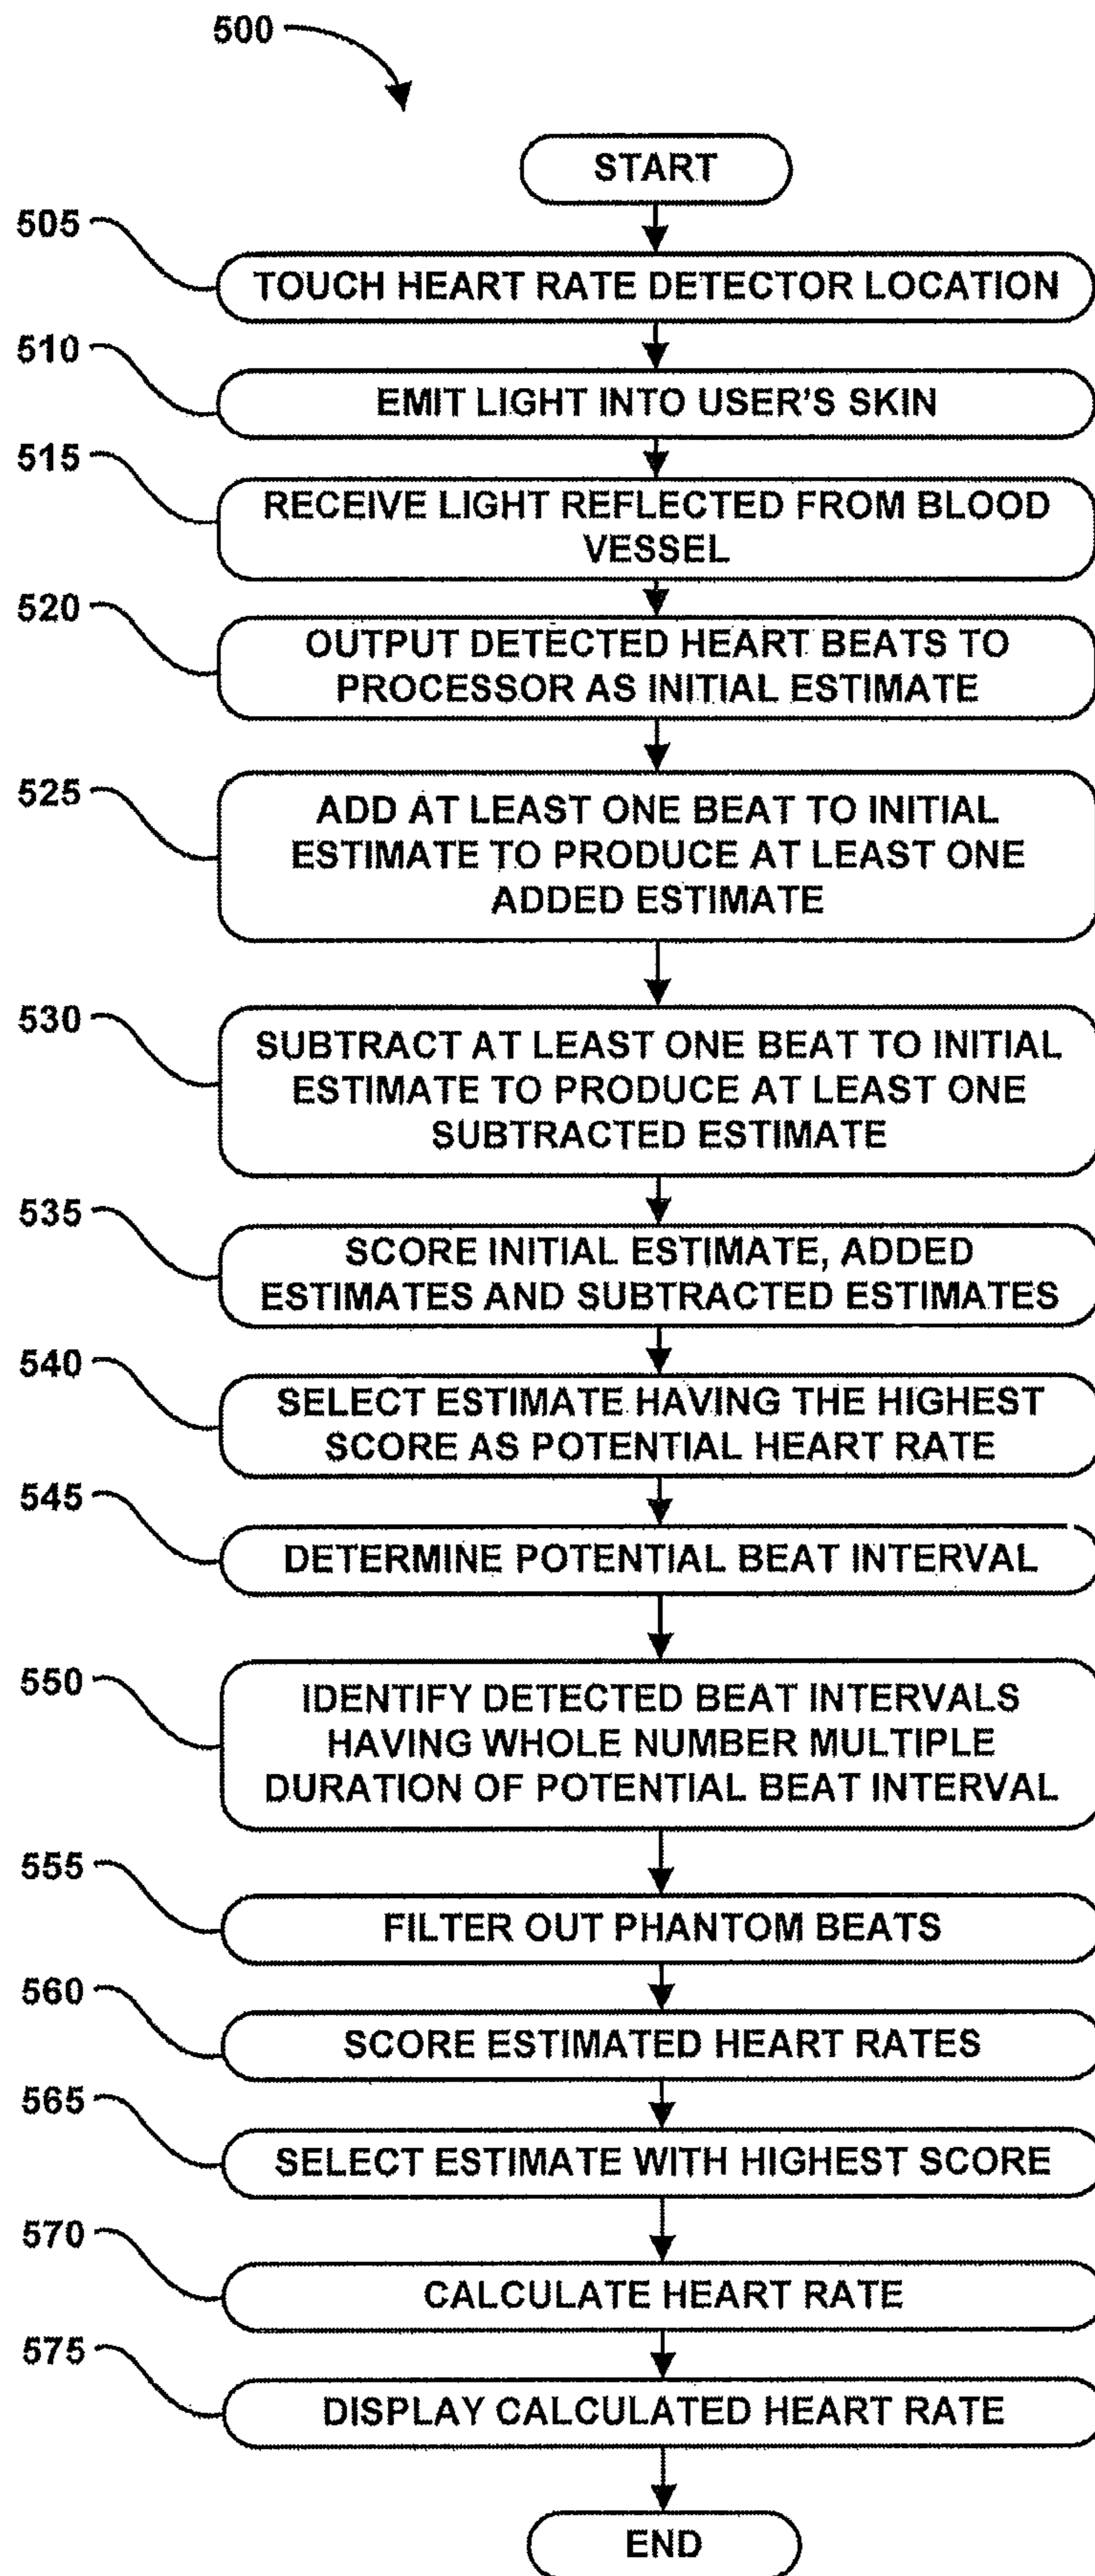 500
START
505
TOUCH HEART RATE DETECTOR LOCATION
510
EMIT LIGHT INTO USER'S SKIN
515
RECEIVE LIGHT REFLECTED FROM BLOOD
VESSEL
520
OUTPUT DETECTED HEART BEATS TO
PROCESSOR AS INITIAL ESTIMATE
525
ADD AT LEAST ONE BEAT TO INITIAL
ESTIMATE TO PRODUCE AT LEAST ONE
ADDED ESTIMATE
530
SUBTRACT AT LEAST ONE BEAT TO INITIAL
ESTIMATE TO PRODUCE AT LEAST ONE
SUBTRACTED ESTIMATE
535
SCORE INITIAL ESTIMATE, ADDED
ESTIMATES AND SUBTRACTED ESTIMATES
540
SELECT ESTIMATE HAVING THE HIGHEST
SCORE AS POTENTIAL HEART RATE
545
DETERMINE POTENTIAL BEAT INTERVAL
550
IDENTIFY DETECTED BEAT INTERVALS
HAVING WHOLE NUMBER MULTIPLE
DURATION OF POTENTIAL BEAT INTERVAL
555
FILTER OUT PHANTOM BEATS
560
SCORE ESTIMATED HEART RATES
565
SELECT ESTIMATE WITH HIGHEST SCORE
570
CALCULATE HEART RATE
575
DISPLAY CALCULATED HEART RATE
END